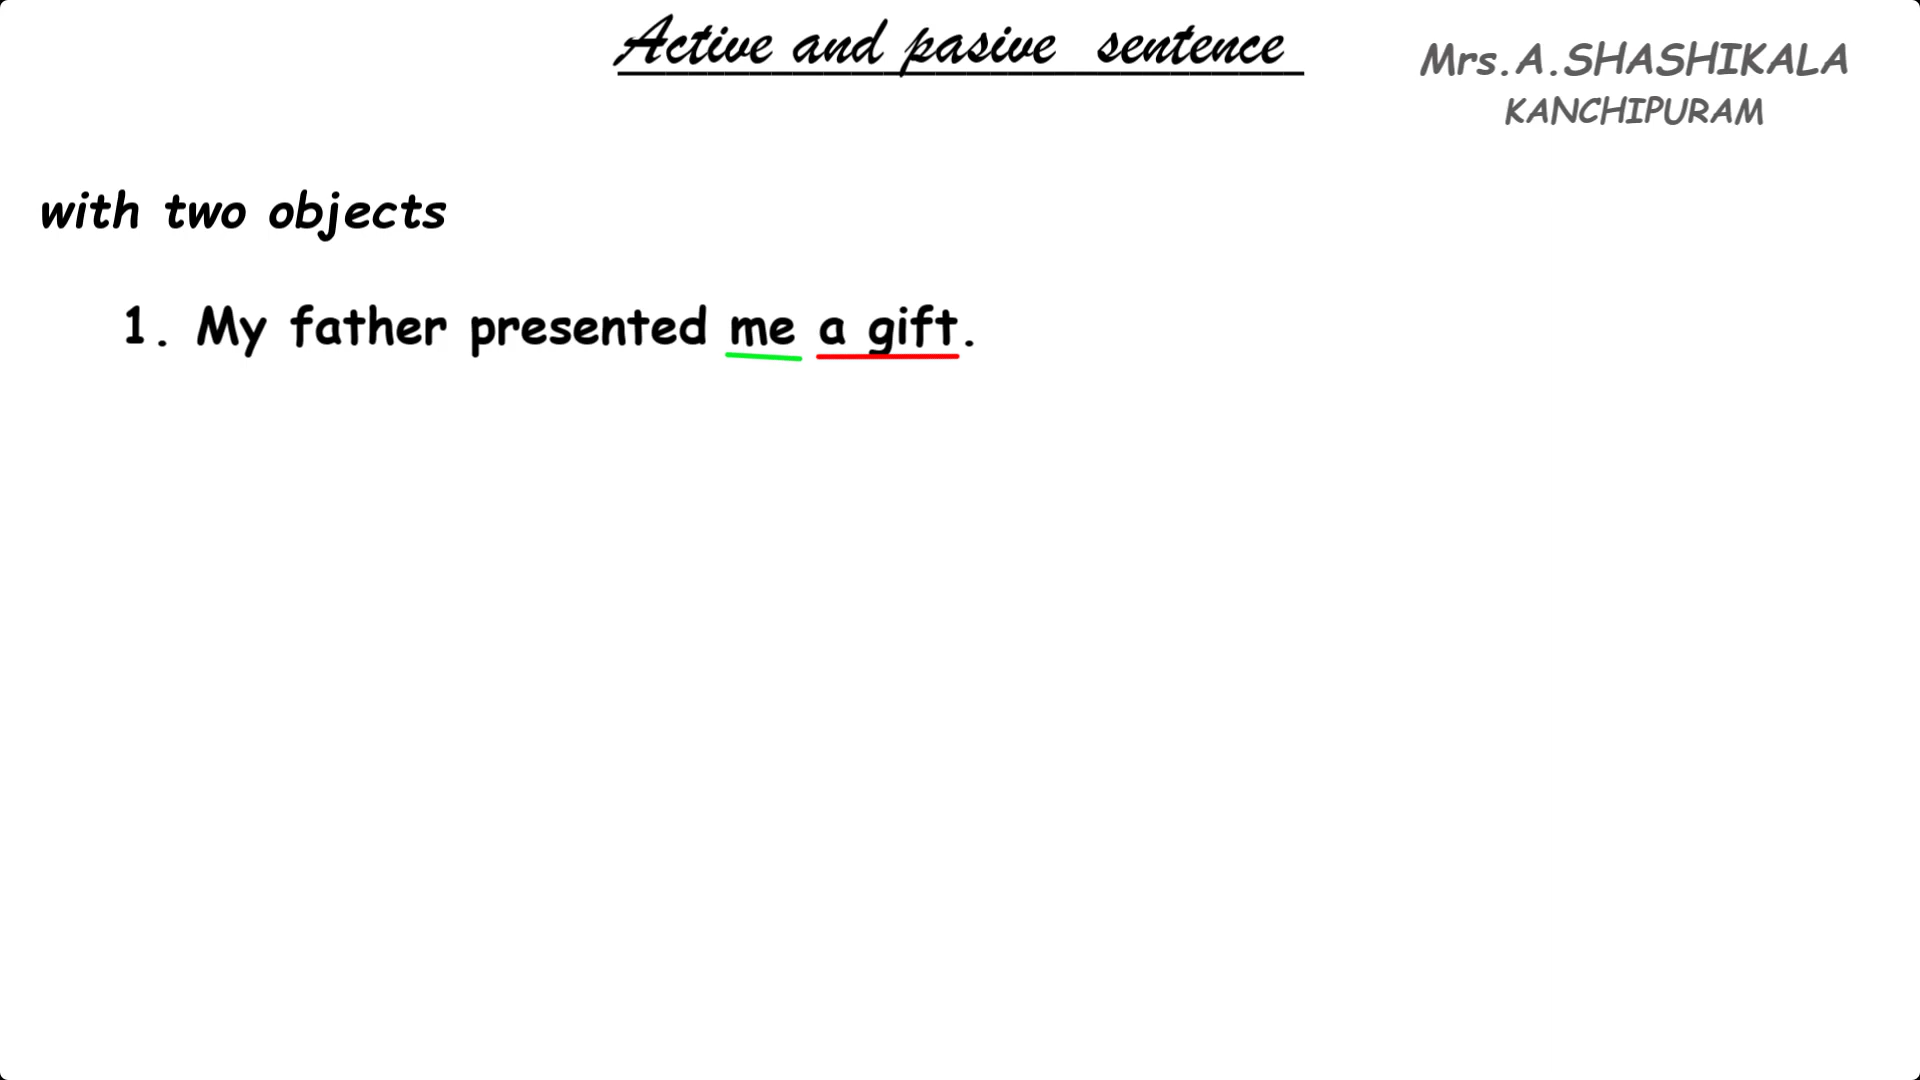 Active and pasive sentence
Mrs.A.SHASHIKALA
KANCHIPURAM
with two objects
1. My father presented me a gift.